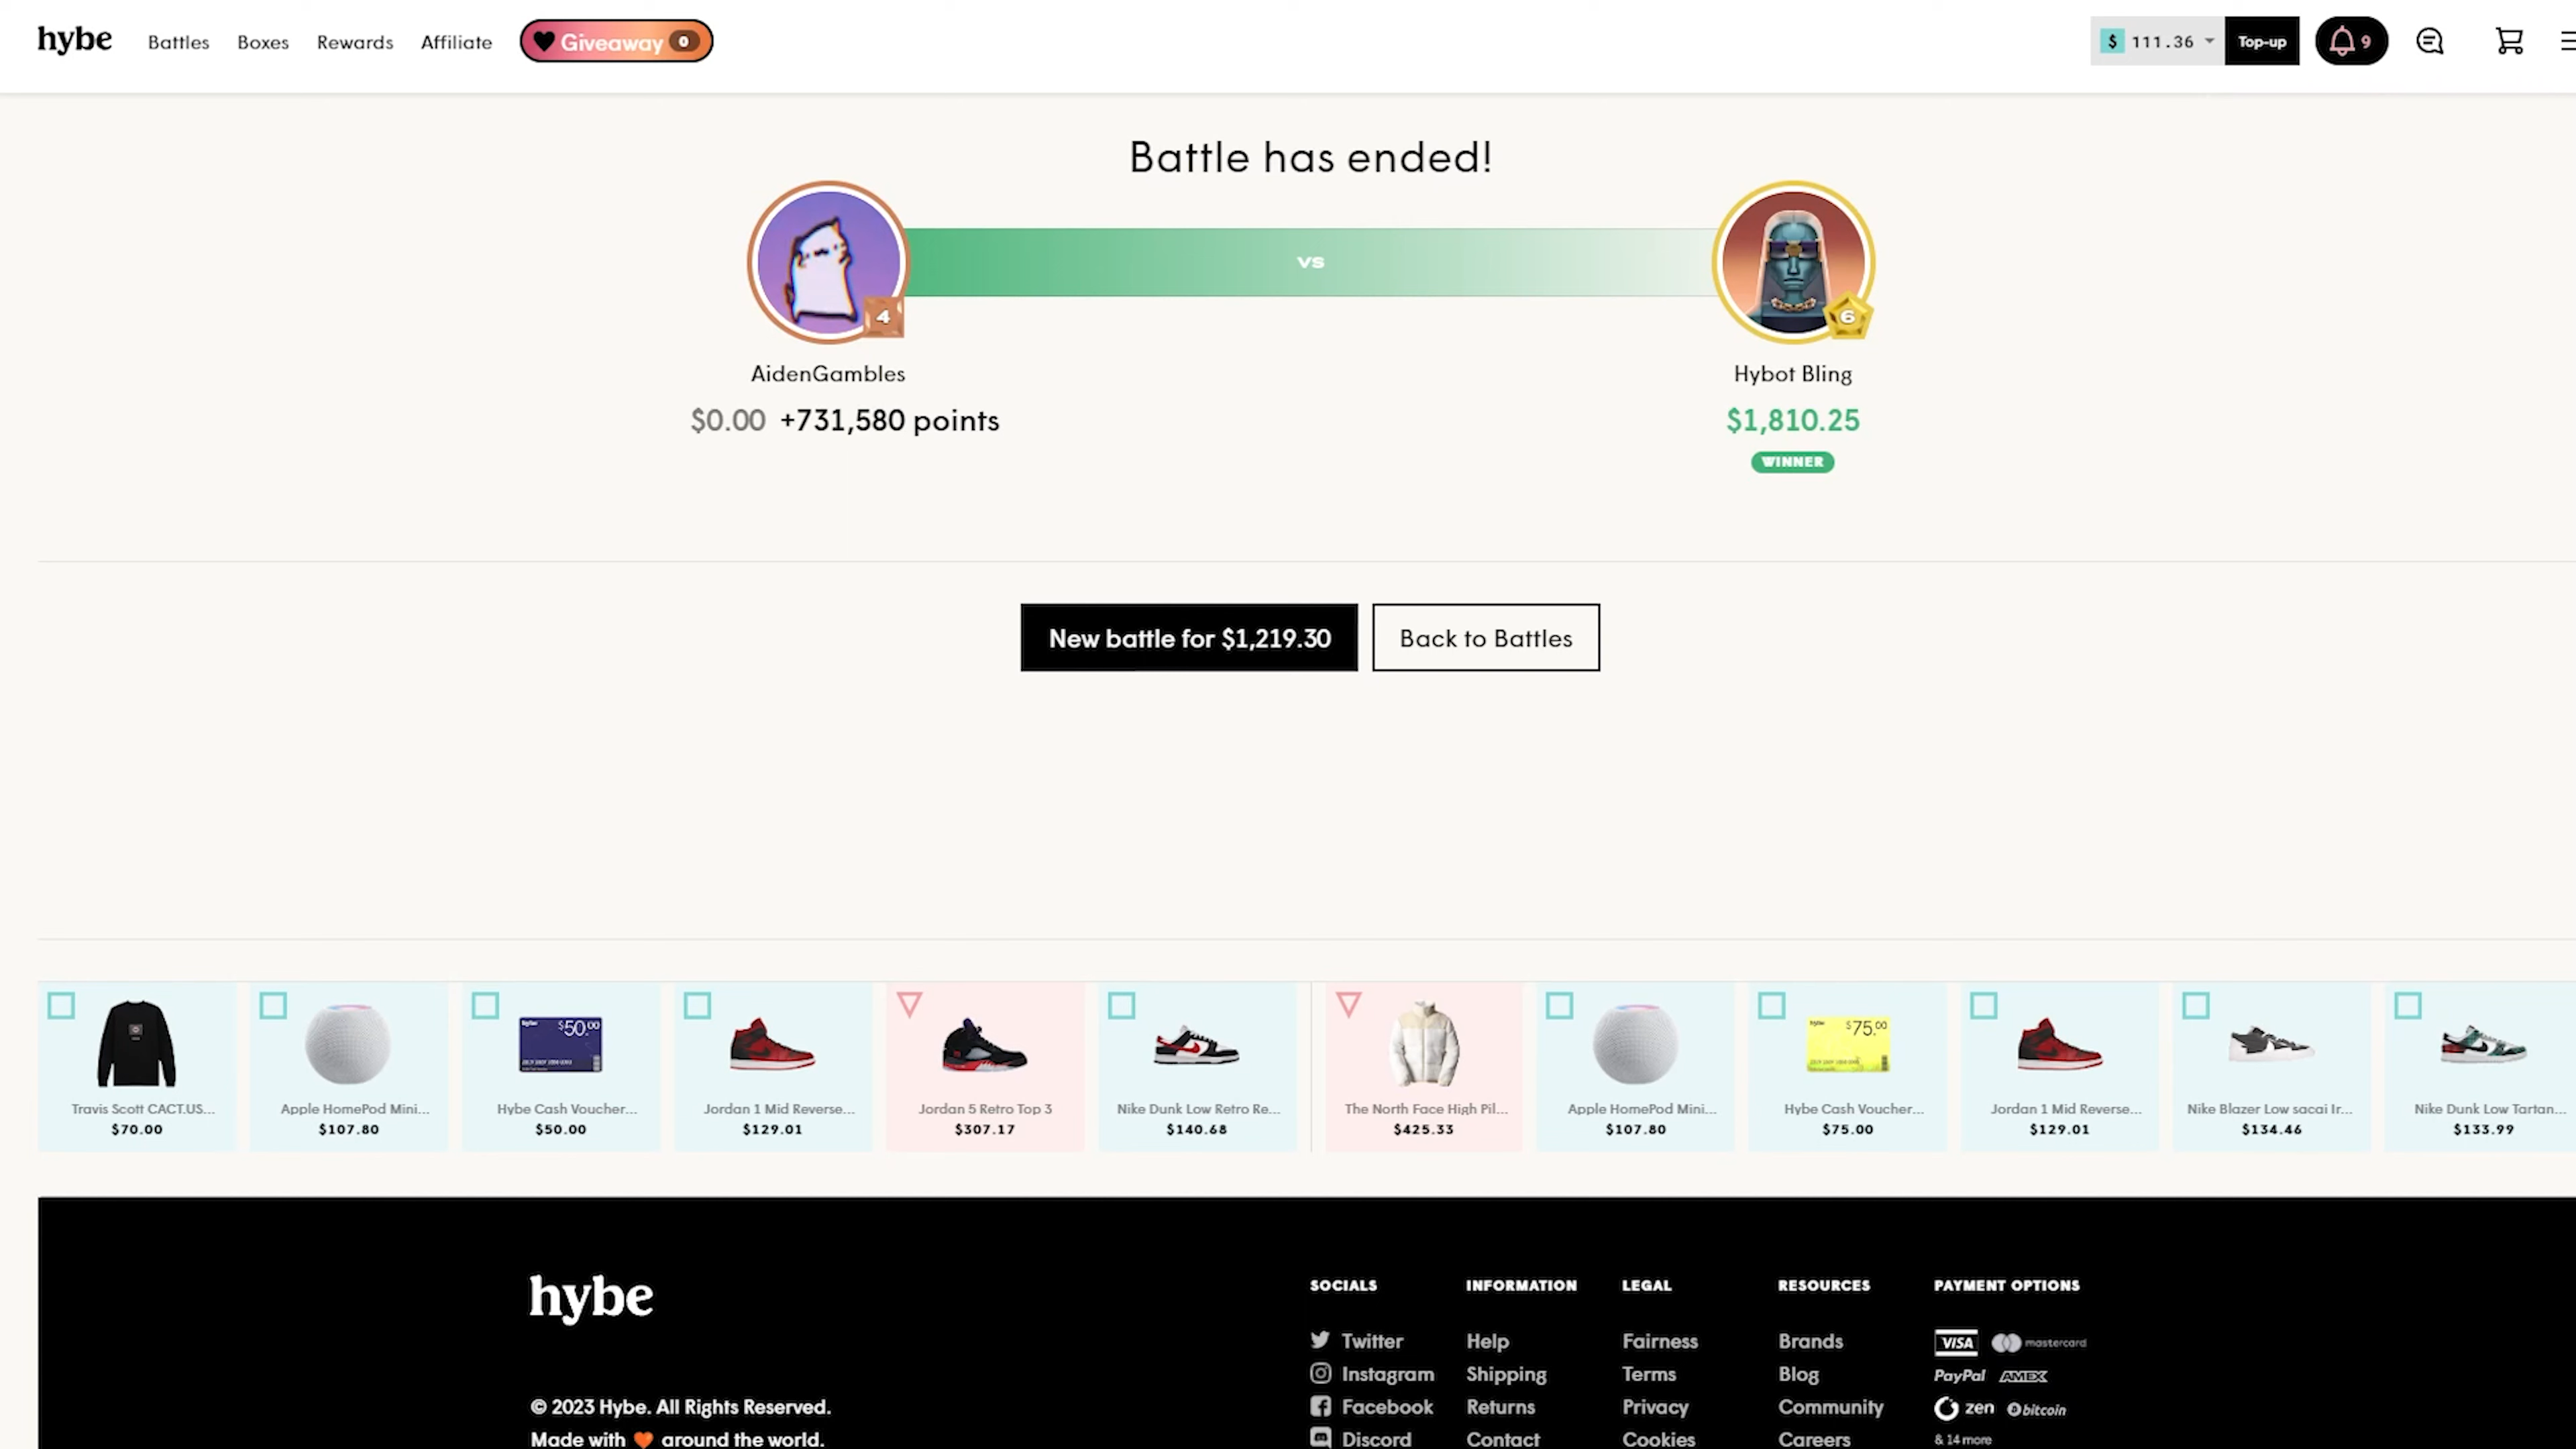 hybe Battles Boxes Rewards Affiliate Giveaway 0 $ 111.36 Top-up 9
Battle has ended!
VS
4
6
AidenGambles
Hybot Bling
$0.00 +731,580 points
$1,810.25
WINNER
New battle for $1,219.30
Back to Battles
hybe $50.00
hybe $75.00
Travis Scott CACT.US... Apple HomePod Mini... Hybe Cash Voucher... Jordan 1 Mid Reverse... Jordan 5 Retro Top 3 Nike Dunk Low Retro Re... The North Face High Pil... Apple HomePod Mini... Hybe Cash Voucher... Jordan 1 Mid Reverse... Nike Blazer Low sacai Ir... Nike Dunk Low Tartan...
$70.00 $107.80 $50.00 $129.01 $307.17 $140.68 $425.33 $107.80 $75.00 $129.01 $134.46 $133.99
hybe
SOCIALS INFORMATION LEGAL RESOURCES PAYMENT OPTIONS
Twitter Help Fairness Brands VISA mastercard
Instagram Shipping Terms Blog PayPal AMEX
© 2023 Hybe. All Rights Reserved. Facebook Returns Privacy Community zen bitcoin
Made with around the world. Discord Contact Cookies Careers & 14 more